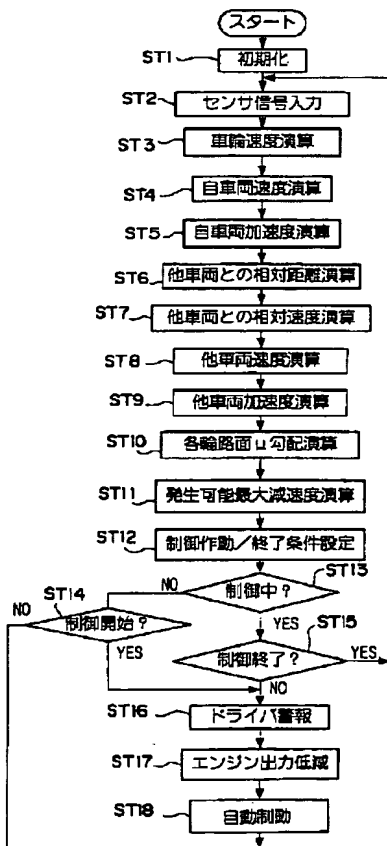 スタート
ST1 初期化
ST2 センサ信号入力
ST3 車輪速度演算
ST4 自車両速度演算
ST5 自車両加速度演算
ST6 他車両との相対距離演算
ST7 他車両との相対速度演算
ST8 他車両速度演算
ST9 他車両加速度演算
ST10 各輪路面μ勾配演算
ST11 発生可能最大減速度演算
ST12 制御作動／終了条件設定
ST13
NO 制御中？
ST14
NO 制御開始？ YES
YES ST15
制御終了？ YES
NO
ST16 ドライバ警報
ST17 エンジン出力低減
ST18 自動制動